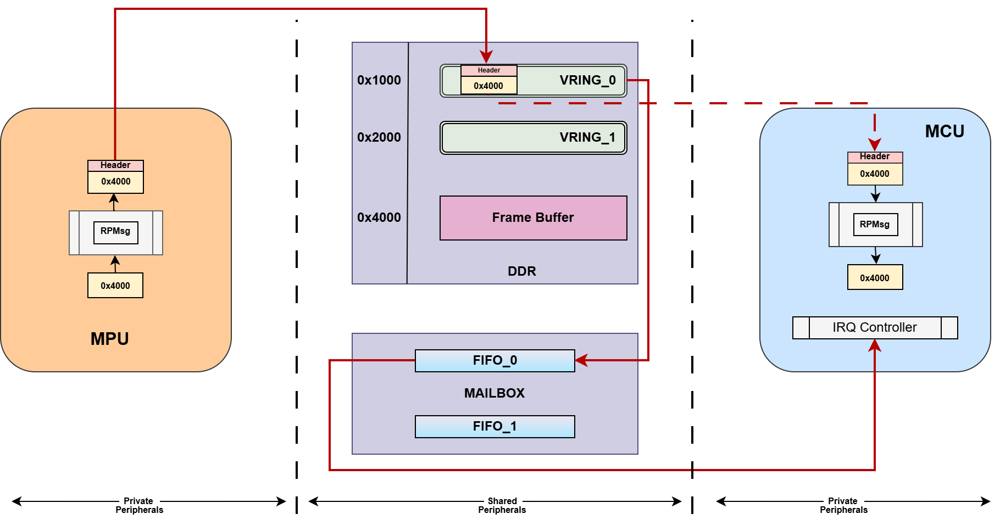 Header
0x4000
RPMsg
0x4000
MPU
0x1000
Header
0x4000
VRING_0
0x2000
VRING_1
0x4000
Frame Buffer
DDR
FIFO_0
MAILBOX
FIFO_1
MCU
Header
0x4000
RPMsg
0x4000
IRQ Controller
Private
Peripherals
Shared
Peripherals
Private
Peripherals